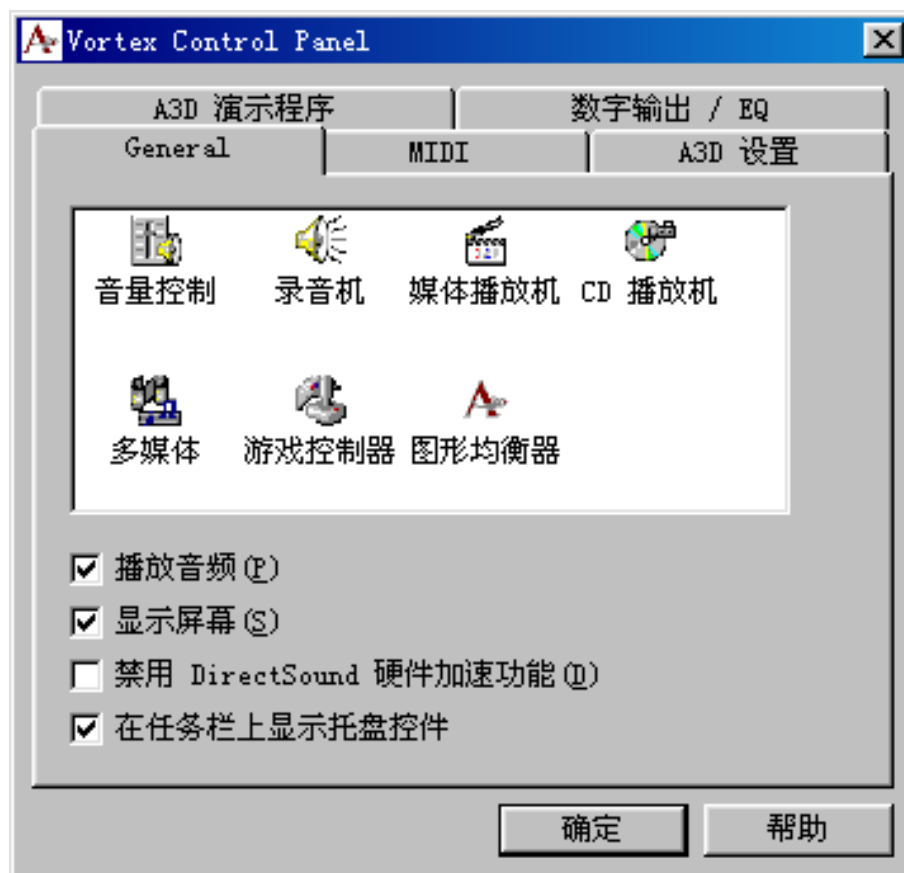 Vortex Control Panel
A3D 演示程序 数字输出 / EQ
General MIDI A3D 设置
音量控制 录音机 媒体播放机 CD 播放机
多媒体 游戏控制器 图形均衡器
播放音频(P)
显示屏幕(S)
禁用 DirectSound 硬件加速功能(D)
在任务栏上显示托盘控件
确定 帮助